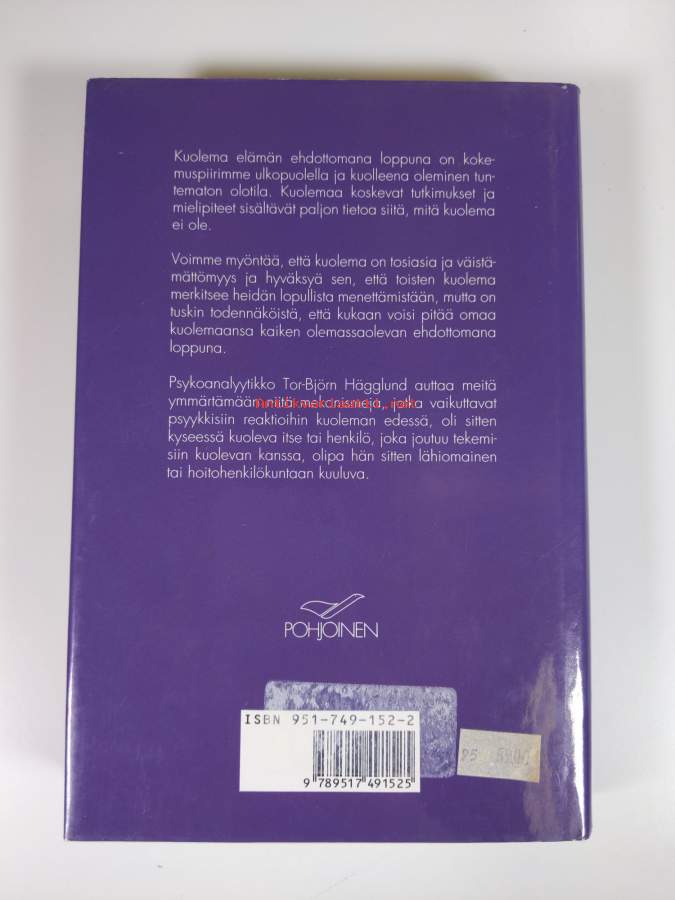 Kuolema elämän ehdottomana loppuna on koke-
muspiirimme ulkopuolella ja kuolleena oleminen tun-
tematon olotila. Kuolemaa koskevat tutkimukset ja
mielipiteet sisältävät paljon tietoa siitä, mitä kuolema
ei ole.
Voimme myöntää, että kuolema on tosiasia ja väistä-
mättömyys ja hyväksyä sen, että toisten kuolema
merkitsee heidän lopullista menettämistään, mutta on
tuskin todennäköistä, että kukaan voisi pitää omaa
kuolemaansa kaiken olemassaolevan ehdottomana
loppuna.
Psykoanalyytikko Tor-Björn Hägglund auttaa meitä
ymmärtämään niitä mekanismeja, jotka vaikuttavat
psyykkisiin reaktioihin kuoleman edessä, oli sitten
kyseessä kuoleva itse tai henkilö, joka joutuu tekemi-
siin kuolevan kanssa, olipa hän sitten lähiomainen
tai hoitohenkilökuntaan kuuluva.
POHJOINEN
ISBN 951-749-152-2
9 789517 491525
95